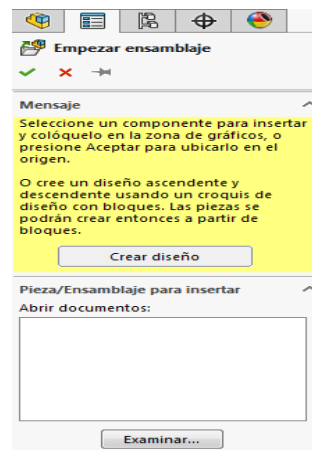 Empezar ensamblaje
Mensaje
Seleccione un componente para insertar
y colóquelo en la zona de gráficos, o
presione Aceptar para ubicarlo en el
origen.
O cree un diseño ascendente y
descendente usando un croquis de
diseño con bloques. Las piezas se
podrán crear entonces a partir de
bloques.
Crear diseño
Pieza/Ensamblaje para insertar
Abrir documentos:
Examinar...